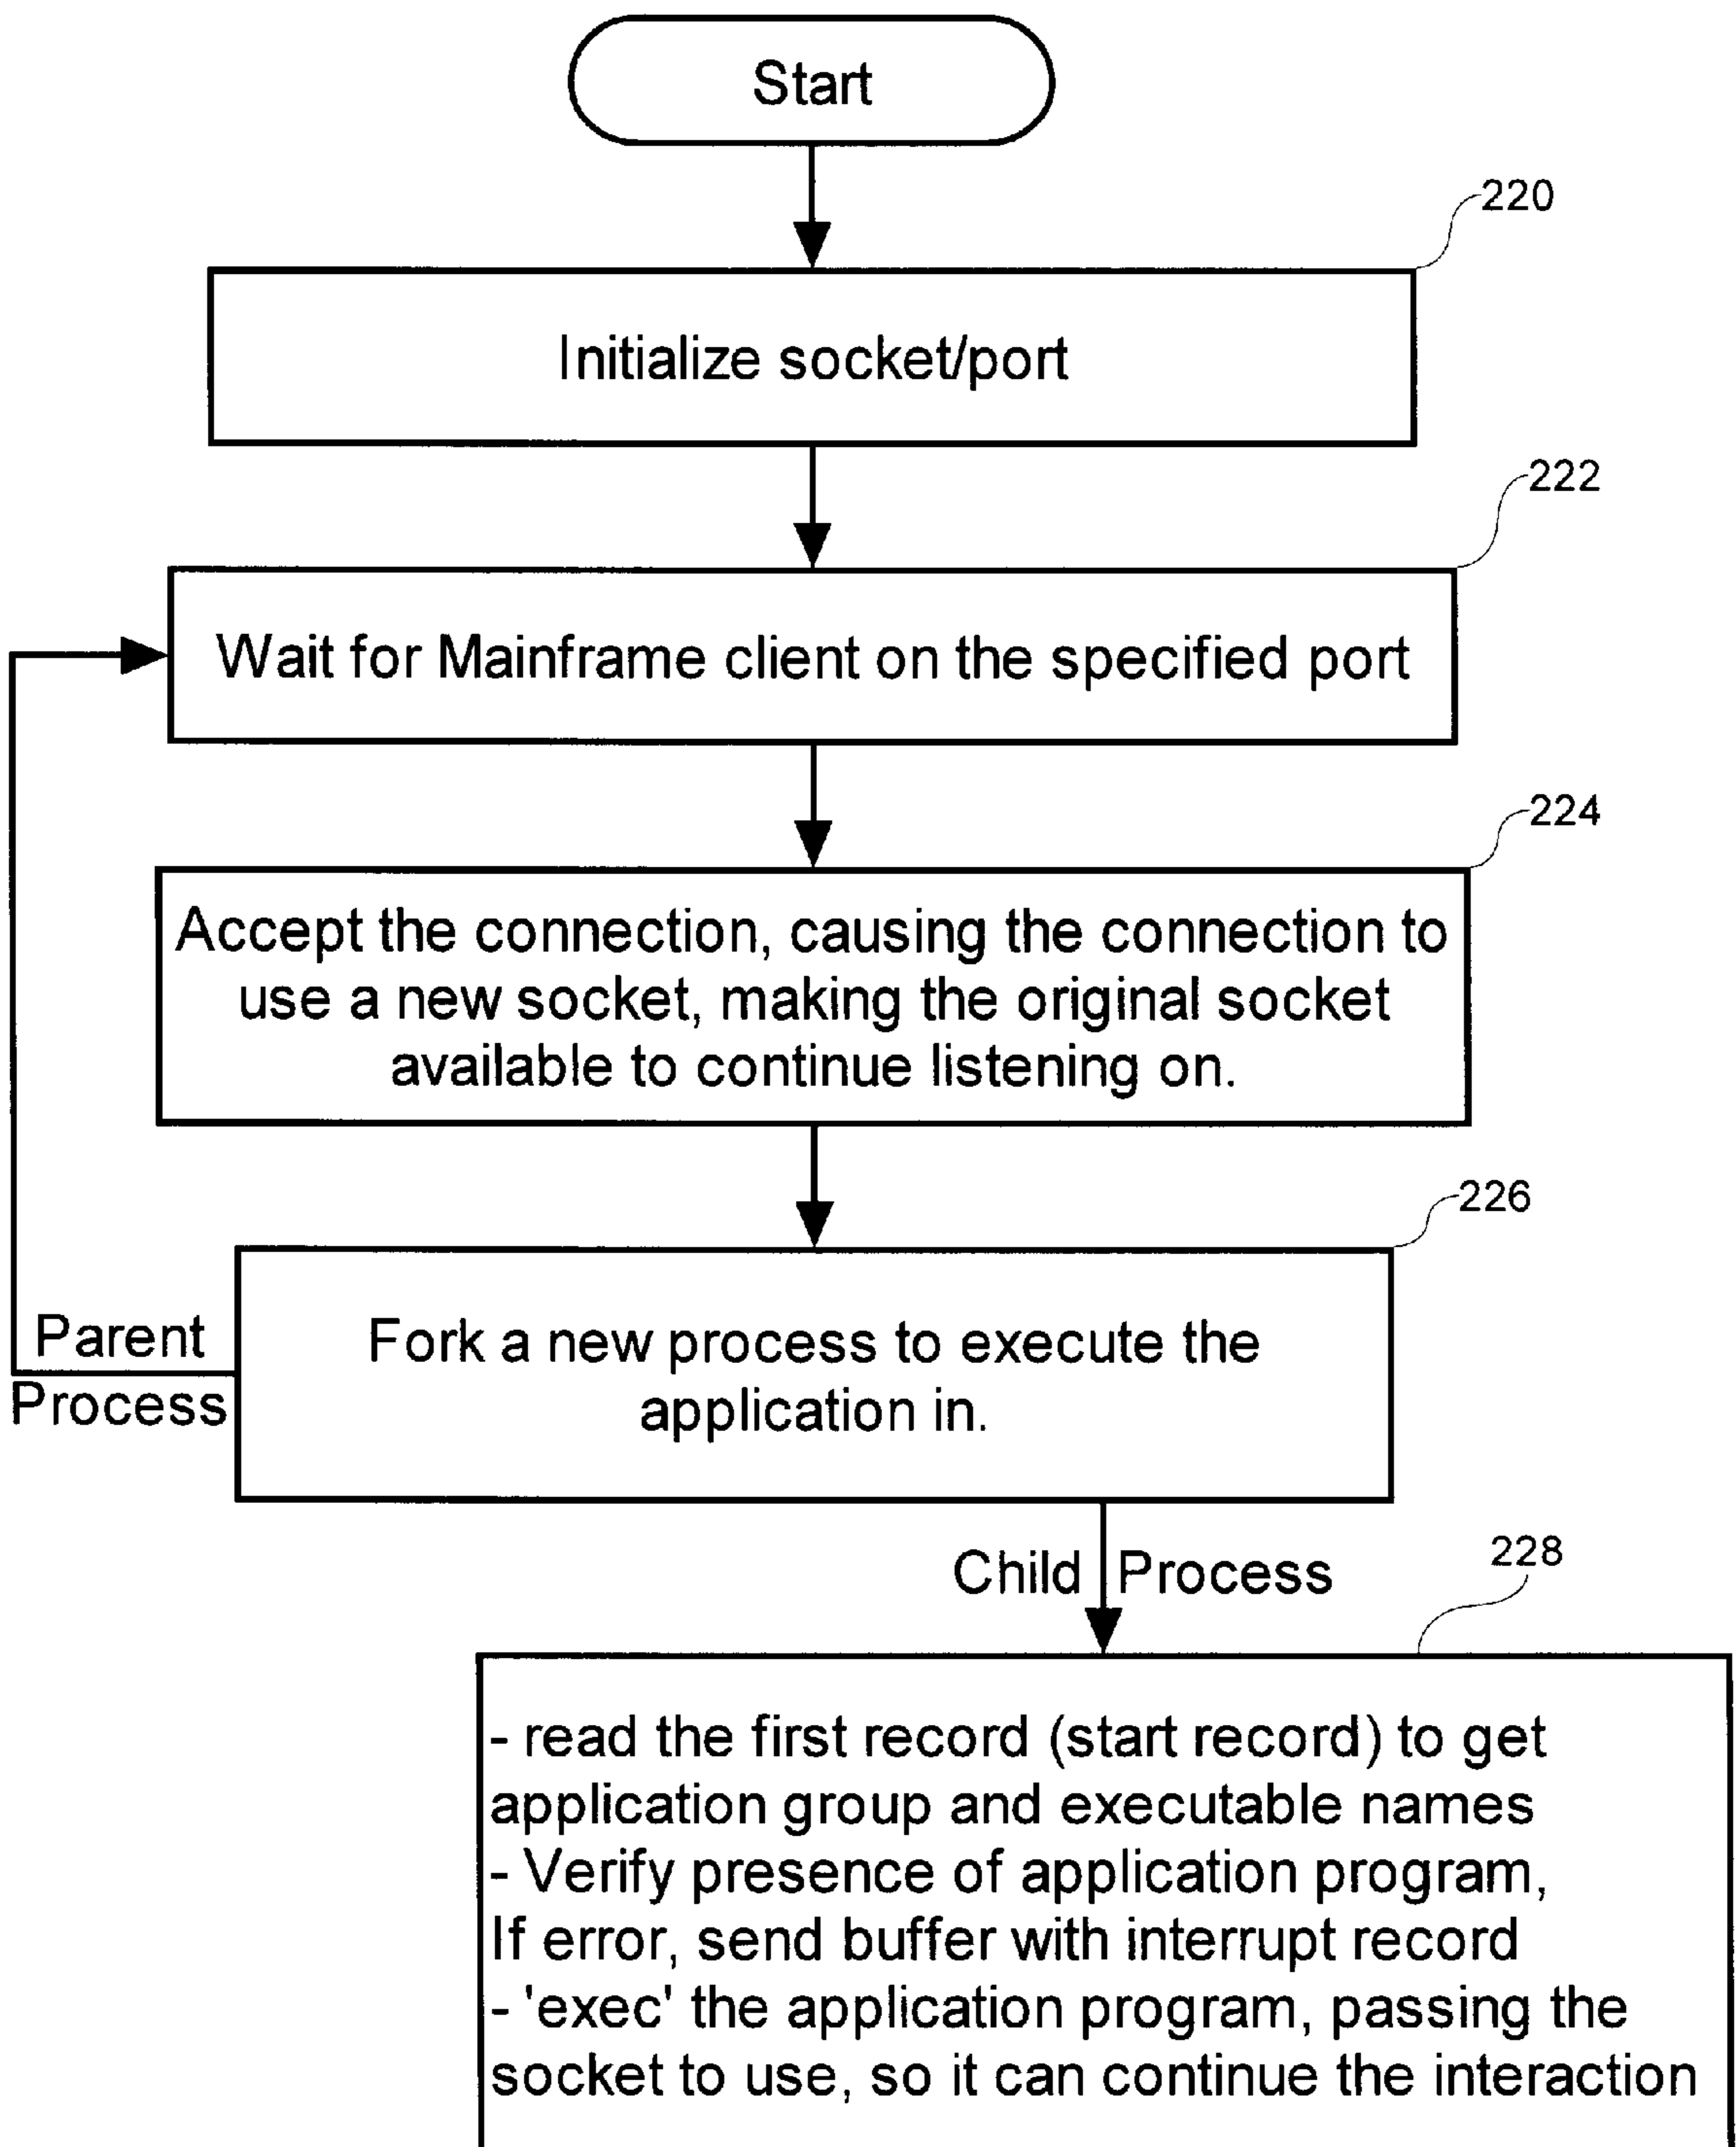 Start
220
Initialize socket/port
222
Wait for Mainframe client on the specified port
224
Accept the connection, causing the connection to
use a new socket, making the original socket
available to continue listening on.
226
Parent
Process
Fork a new process to execute the
application in.
Child Process
228
- read the first record (start record) to get
application group and executable names
- Verify presence of application program,
If error, send buffer with interrupt record
- 'exec' the application program, passing the
socket to use, so it can continue the interaction